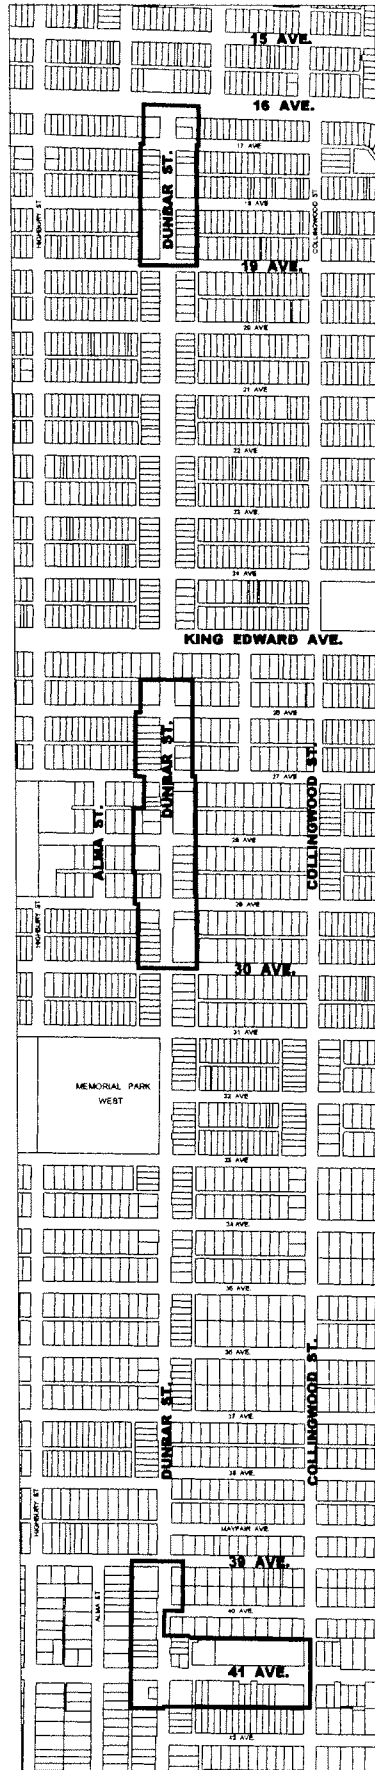 15 AVE.
16 AVE.
17 AVE
DUNBAR ST.
18 AVE
HIGHBURY ST
COLLINGWOOD ST
19 AVE.
20 AVE
21 AVE
22 AVE
23 AVE
24 AVE
KING EDWARD AVE.
26 AVE
DUNBAR ST.
27 AVE
COLLINGWOOD ST.
ALMA ST.
28 AVE
29 AVE
HIGHBURY ST
30 AVE.
31 AVE
MEMORIAL PARK
WEST
32 AVE
33 AVE
34 AVE.
35 AVE.
36 AVE.
DUNBAR ST.
COLLINGWOOD ST.
37 AVE.
38 AVE.
HIGHBURY ST
MAYFAIR AVE.
39 AVE.
ALMA ST
40 AVE.
41 AVE.
42 AVE